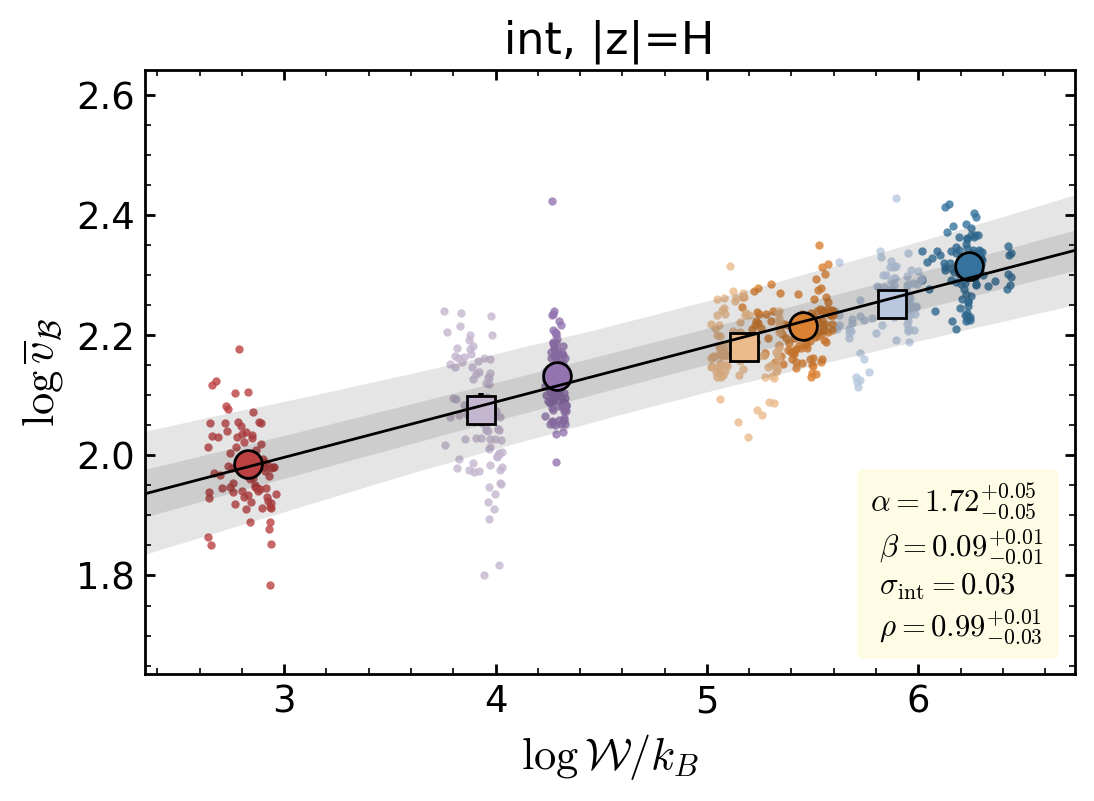 int, |z|=H
2.6
2.4
2.2
2.0
1.8
log v̅_ℬ
α = 1.72^{+0.05}_{-0.05}
β = 0.09^{+0.01}_{-0.01}
σ_int = 0.03
ρ = 0.99^{+0.01}_{-0.03}
3 4 5 6
log 𝒲/k_B